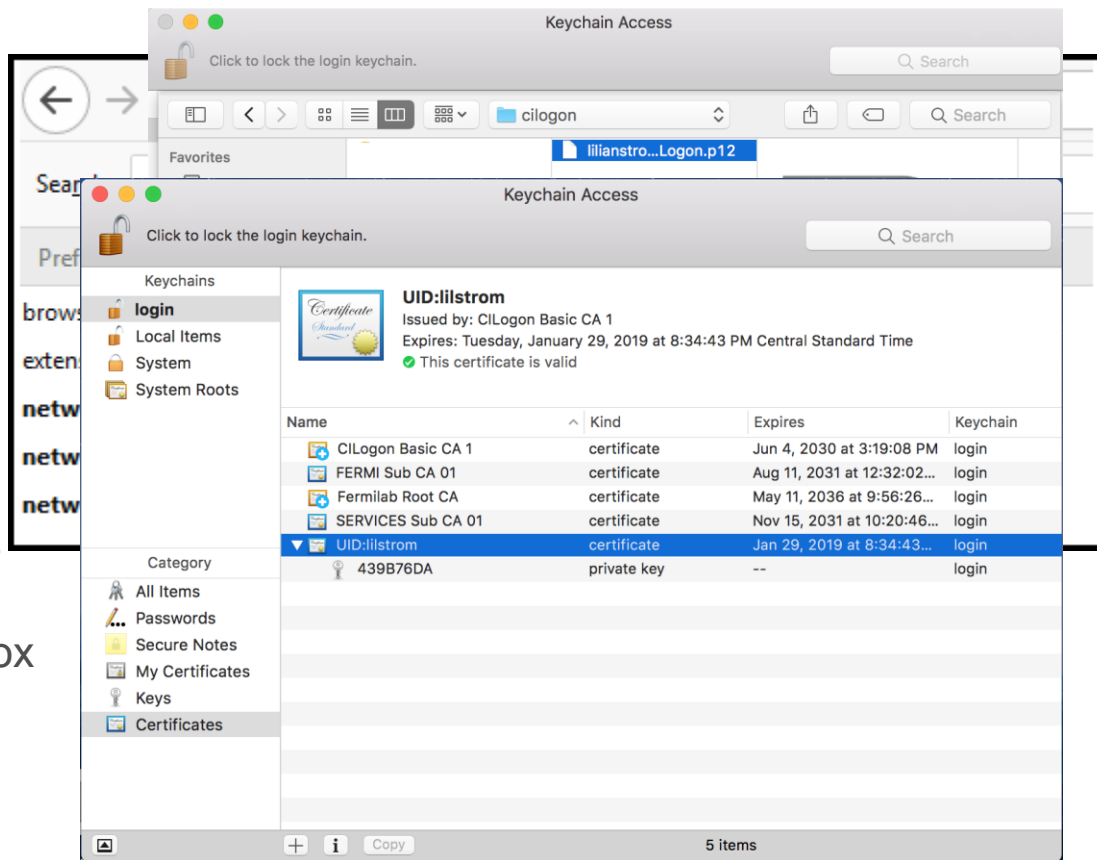 Keychain Access
Click to lock the login keychain.
Search
cilogon
Search
Favorites
lilianstro...Logon.p12
Keychain Access
Click to lock the login keychain.
Search
Pref
Keychains
login
Local Items
System
System Roots
UID:lilstrom
Issued by: CILogon Basic CA 1
Expires: Tuesday, January 29, 2019 at 8:34:43 PM Central Standard Time
This certificate is valid
brows
exten
netw
netw
netw
Name Kind Expires Keychain
CILogon Basic CA 1 certificate Jun 4, 2030 at 3:19:08 PM login
FERMI Sub CA 01 certificate Aug 11, 2031 at 12:32:02... login
Fermilab Root CA certificate May 11, 2036 at 9:56:26... login
SERVICES Sub CA 01 certificate Nov 15, 2031 at 10:20:46... login
UID:lilstrom certificate Jan 29, 2019 at 8:34:43... login
439B76DA private key -- login
Category
All Items
Passwords
Secure Notes
My Certificates
Keys
Certificates
ox
Copy
5 items